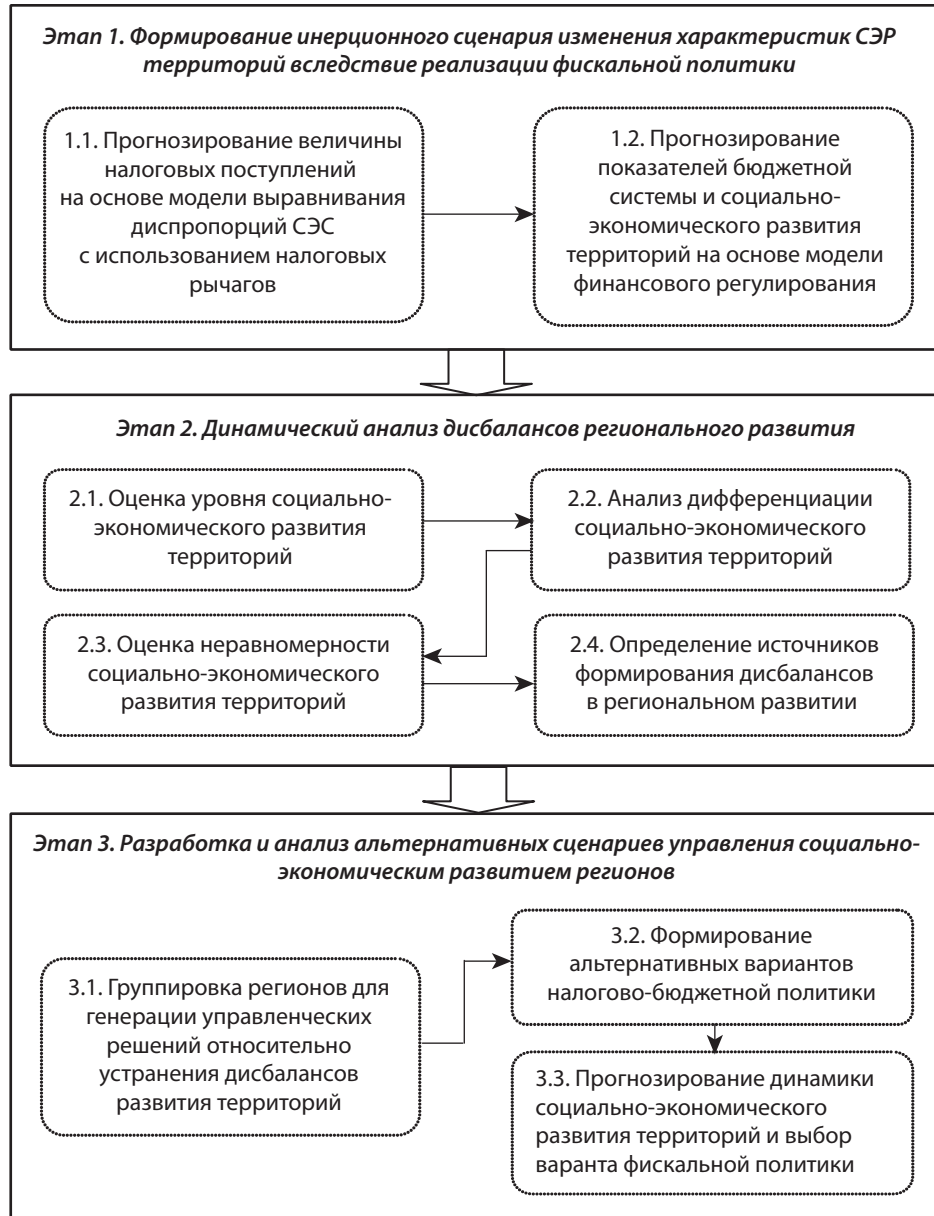 Этап 1. Формирование инерционного сценария изменения характеристик СЭР
территорий вследствие реализации фискальной политики
1.1. Прогнозирование величины
налоговых поступлений
на основе модели выравнивания
диспропорций СЭС
с использованием налоговых
рычагов
1.2. Прогнозирование
показателей бюджетной
системы и социально-
экономического развития
территорий на основе модели
финансового регулирования
Этап 2. Динамический анализ дисбалансов регионального развития
2.1. Оценка уровня социально-
экономического развития
территорий
2.2. Анализ дифференциации
социально-экономического
развития территорий
2.3. Оценка неравномерности
социально-экономического
развития территорий
2.4. Определение источников
формирования дисбалансов
в региональном развитии
Этап 3. Разработка и анализ альтернативных сценариев управления социально-
экономическим развитием регионов
3.1. Группировка регионов для
генерации управленческих
решений относительно
устранения дисбалансов
развития территорий
3.2. Формирование
альтернативных вариантов
налогово-бюджетной политики
3.3. Прогнозирование динамики
социально-экономического
развития территорий и выбор
варанта фискальной политики